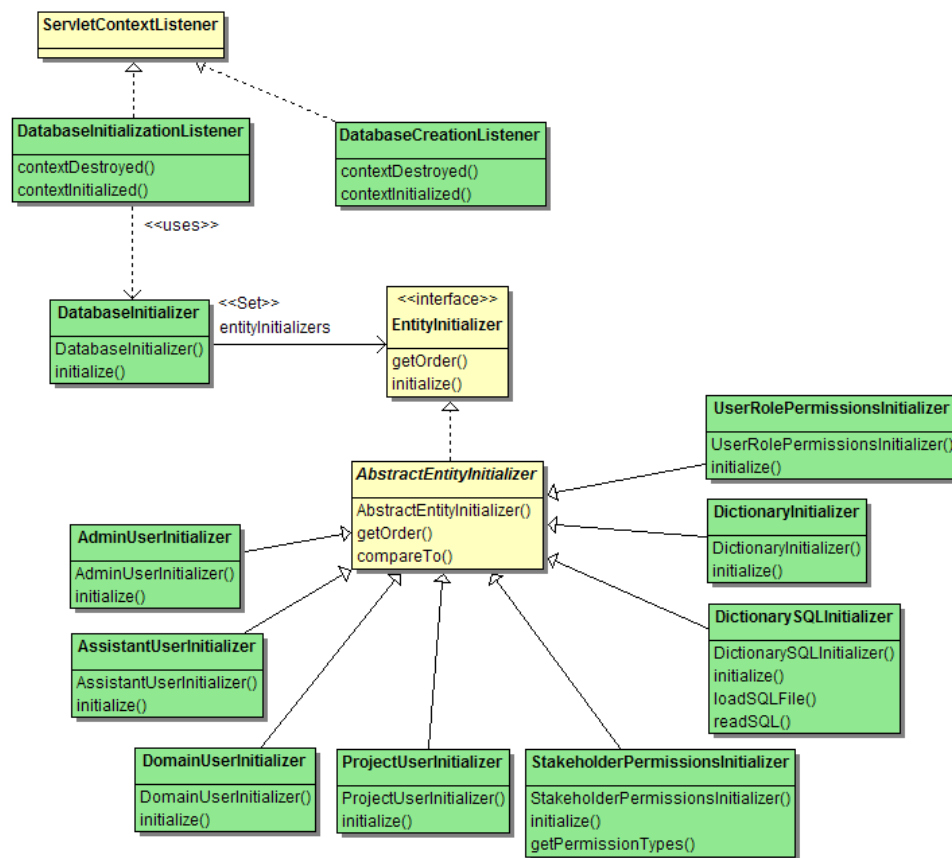 ServletContextListener
DatabaseInitializationListener
contextDestroyed()
contextInitialized()
DatabaseCreationListener
contextDestroyed()
contextInitialized()
<<uses>>
DatabaseInitializer
DatabaseInitializer()
initialize()
<<Set>>
entityInitializers
<<interface>>
EntityInitializer
getOrder()
initialize()
AbstractEntityInitializer
AbstractEntityInitializer()
getOrder()
compareTo()
UserRolePermissionsInitializer
UserRolePermissionsInitializer()
initialize()
DictionaryInitializer
DictionaryInitializer()
initialize()
DictionarySQLInitializer
DictionarySQLInitializer()
initialize()
loadSQLFile()
readSQL()
AdminUserInitializer
AdminUserInitializer()
initialize()
AssistantUserInitializer
AssistantUserInitializer()
initialize()
DomainUserInitializer
DomainUserInitializer()
initialize()
ProjectUserInitializer
ProjectUserInitializer()
initialize()
StakeholderPermissionsInitializer
StakeholderPermissionsInitializer()
initialize()
getPermissionTypes()